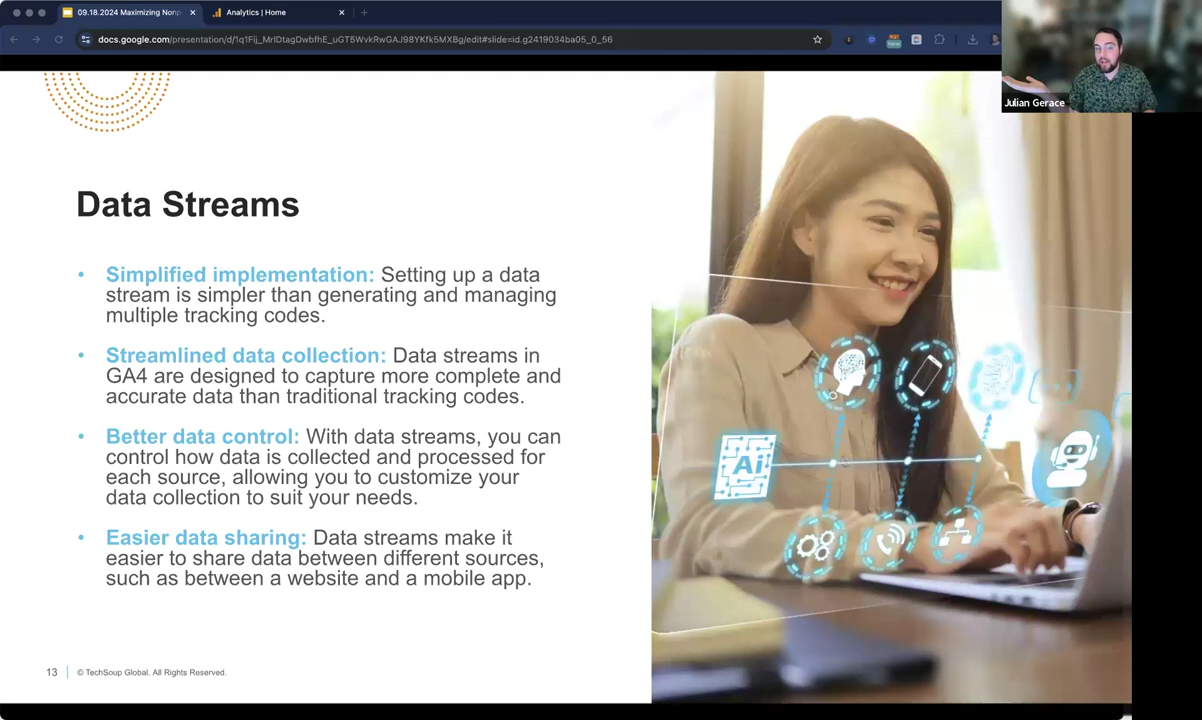 09.18.2024 Maximizing Nonp
Analytics | Home
docs.google.com/presentation/d/1q1Fij_MrlDtagDwbfhE_uGT5WvkRwGAJ98YKfk5MXBg/edit#slide=id.g2419034ba05_0_56
Julian Gerace
Data Streams
• Simplified implementation: Setting up a data
stream is simpler than generating and managing
multiple tracking codes.
• Streamlined data collection: Data streams in
GA4 are designed to capture more complete and
accurate data than traditional tracking codes.
• Better data control: With data streams, you can
control how data is collected and processed for
each source, allowing you to customize your
data collection to suit your needs.
• Easier data sharing: Data streams make it
easier to share data between different sources,
such as between a website and a mobile app.
Ai
13
© TechSoup Global. All Rights Reserved.